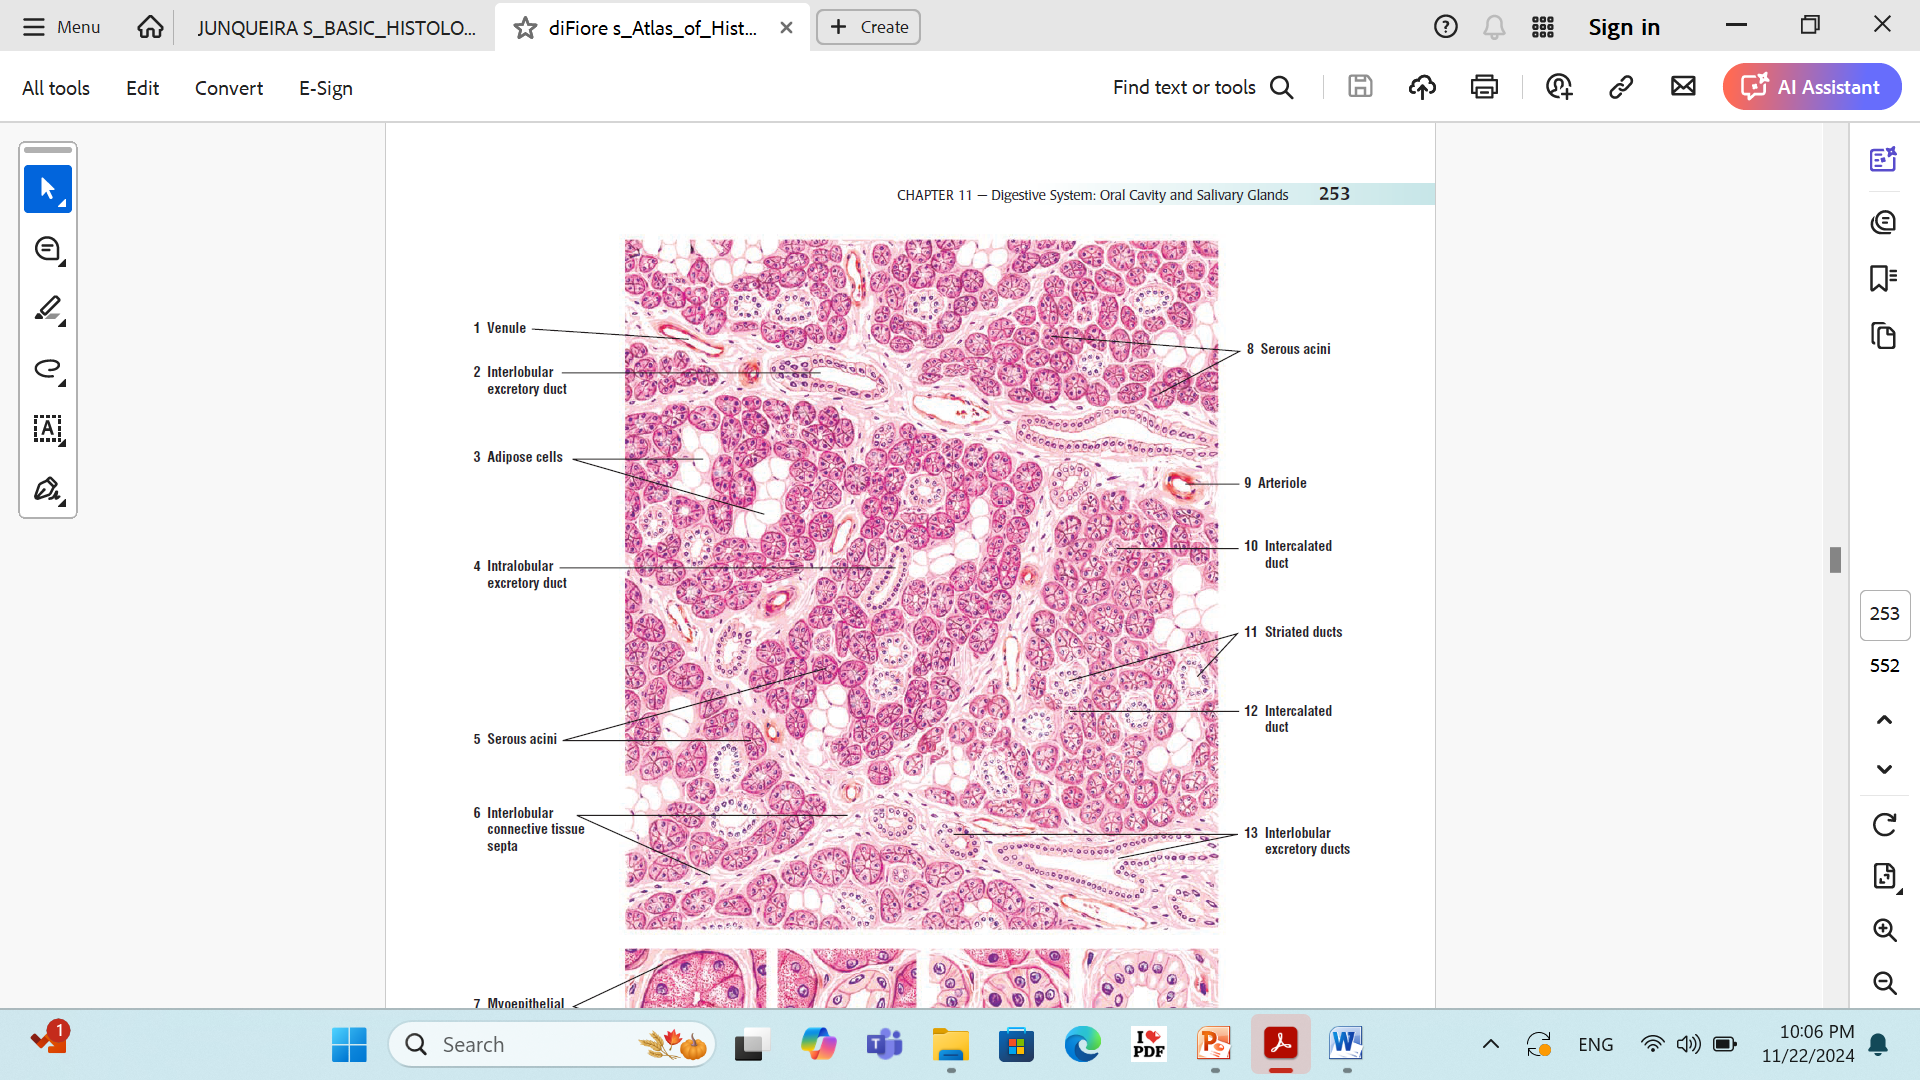 Menu
JUNQUEIRA S_BASIC_HISTOLO...
diFiore s_Atlas_of_Hist...
Create
Sign in
All tools
Edit
Convert
E-Sign
Find text or tools
AI Assistant
CHAPTER 11 — Digestive System: Oral Cavity and Salivary Glands 253
1 Venule
2 Interlobular
excretory duct
3 Adipose cells
4 Intralobular
excretory duct
5 Serous acini
6 Interlobular
connective tissue
septa
7 Myoepithelial
8 Serous acini
9 Arteriole
10 Intercalated
duct
11 Striated ducts
12 Intercalated
duct
13 Interlobular
excretory ducts
253
552
1
Search
I
PDF
ENG
10:06 PM
11/22/2024